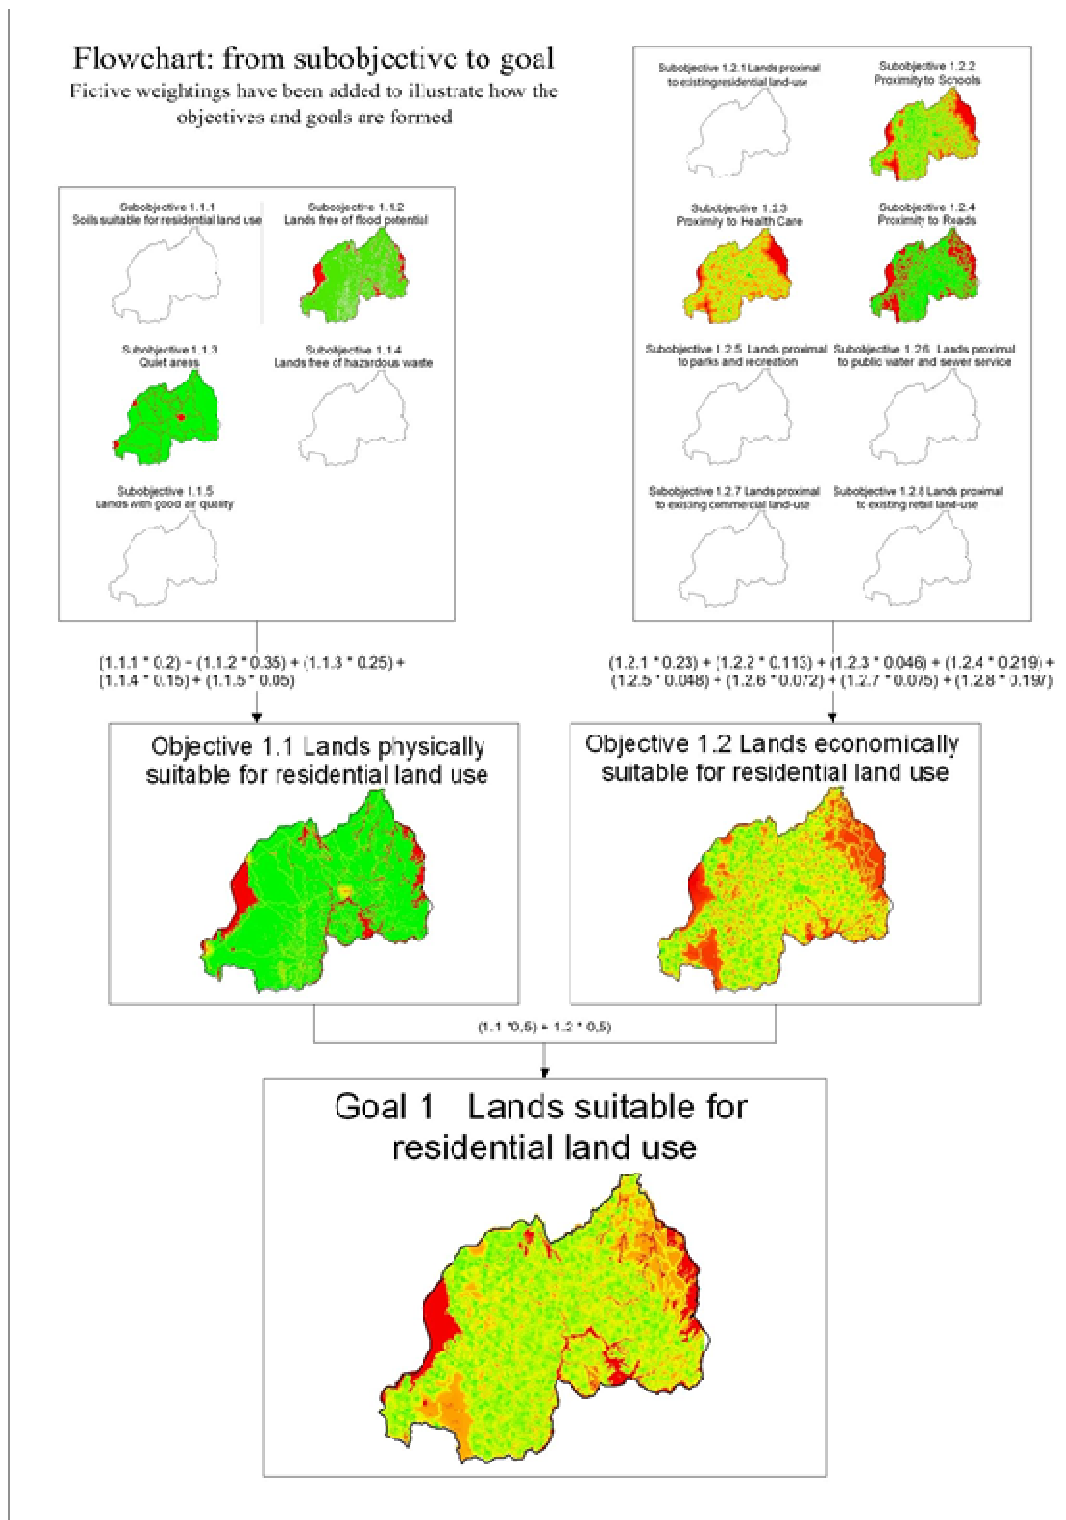 Flowchart: from subobjective to goal
Fictive weightings have been added to illustrate how the
objectives and goals are formed
Subobjective 1.1.1
Soils suitable for residential land use
Subobjective 1.1.2
Lands free of flood potential
Subobjective 1.1.3
Quiet areas
Subobjective 1.1.4
Lands free of hazardous waste
Subobjective 1.1.5
Lands with good air quality
Subobjective 1.2.1 Lands proximal
to existing residential land-use
Subobjective 1.2.2
Proximity to Schools
Subobjective 1.2.3
Proximity to Health Care
Subobjective 1.2.4
Proximity to Roads
Subobjective 1.2.5 Lands proximal
to parks and recreation
Subobjective 1.2.6 Lands proximal
to public water and sewer service
Subobjective 1.2.7 Lands proximal
to existing commercial land-use
Subobjective 1.2.8 Lands proximal
to existing retail land-use
(1.1.1 * 0.2) + (1.1.2 * 0.35) + (1.1.3 * 0.25) +
(1.1.4 * 0.15) + (1.1.5 * 0.05)
(1.2.1 * 0.23) + (1.2.2 * 0.113) + (1.2.3 * 0.046) + (1.2.4 * 0.219) +
(1.2.5 * 0.048) + (1.2.6 * 0.072) + (1.2.7 * 0.075) + (1.2.8 * 0.197)
Objective 1.1 Lands physically
suitable for residential land use
Objective 1.2 Lands economically
suitable for residential land use
(1.1 *0,5) + 1.2 * 0,5)
Goal 1 Lands suitable for
residential land use